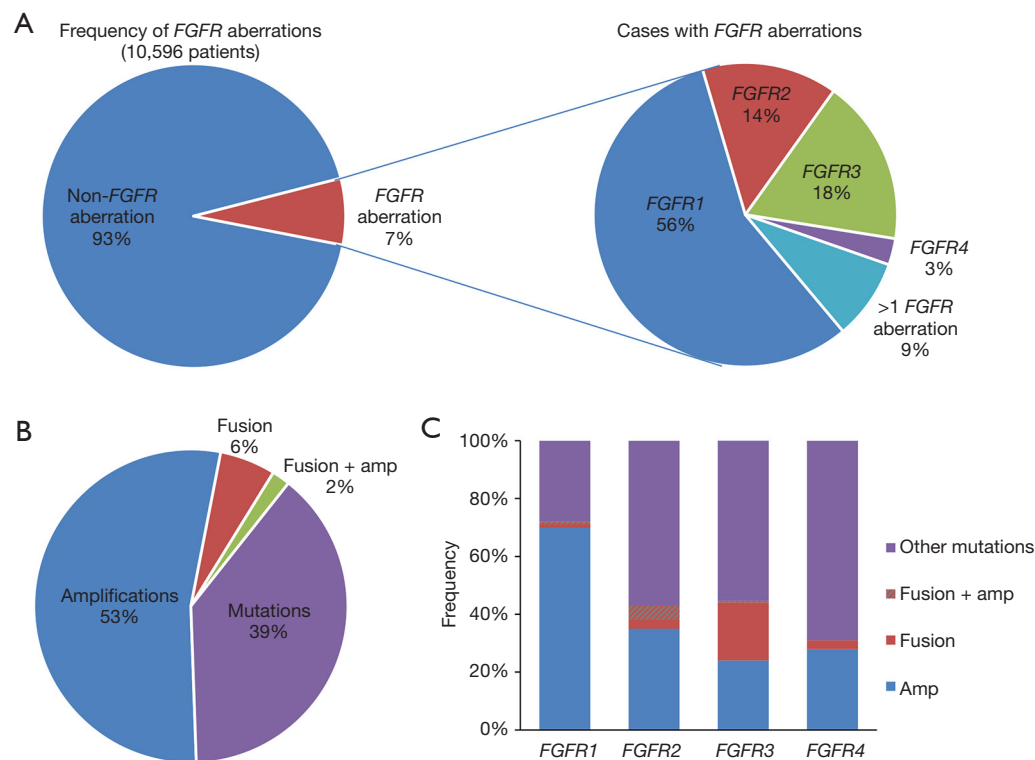 A
Frequency of FGFR aberrations
(10,596 patients)
Non-FGFR
aberration
93%
FGFR
aberration
7%
Cases with FGFR aberrations
FGFR1
56%
FGFR2
14%
FGFR3
18%
FGFR4
3%
>1 FGFR
aberration
9%
B
Fusion
6%
Fusion + amp
2%
Amplifications
53%
Mutations
39%
C
Frequency
100%
80%
60%
40%
20%
0%
FGFR1
FGFR2
FGFR3
FGFR4
Other mutations
Fusion + amp
Fusion
Amp